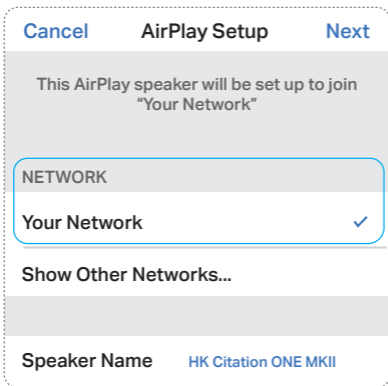 Cancel AirPlay Setup Next
This AirPlay speaker will be set up to join
“Your Network”
NETWORK
Your Network
Show Other Networks...
Speaker Name HK Citation ONE MKII